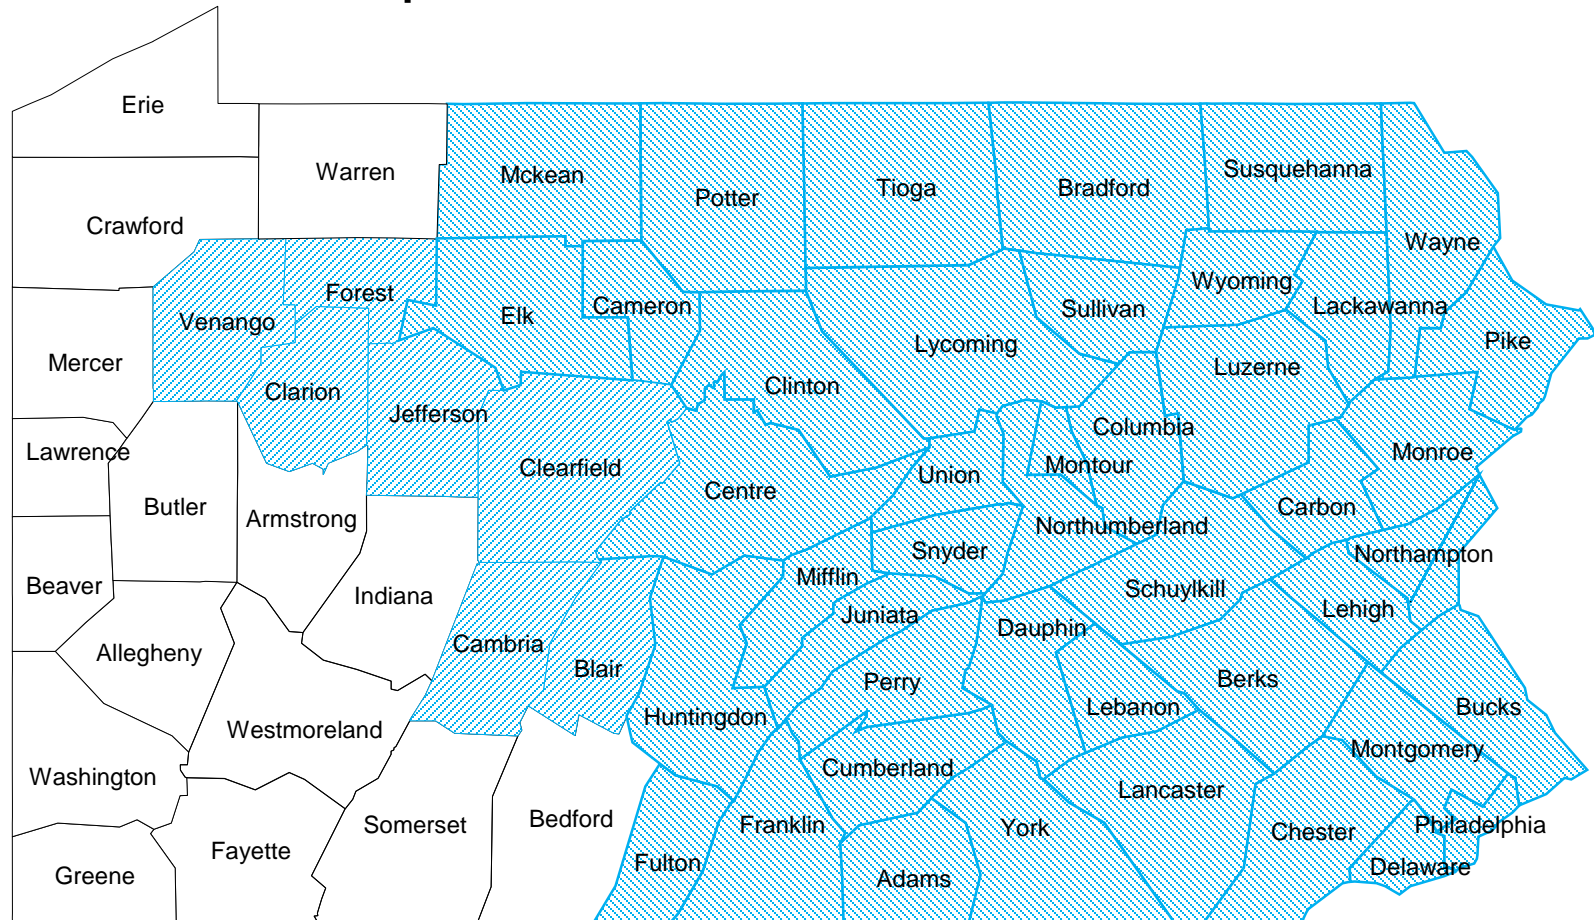 Erie
Warren
Mckean
Potter
Tioga
Bradford
Susquehanna
Crawford
Wayne
Wyoming
Forest
Venango
Elk
Cameron
Sullivan
Lackawanna
Mercer
Lycoming
Pike
Clarion
Clinton
Luzerne
Jefferson
Columbia
Lawrence
Clearfield
Centre
Union
Montour
Monroe
Butler
Armstrong
Northumberland
Carbon
Snyder
Northampton
Beaver
Indiana
Mifflin
Schuylkill
Juniata
Lehigh
Allegheny
Cambria
Dauphin
Blair
Perry
Berks
Westmoreland
Huntingdon
Lebanon
Bucks
Washington
Cumberland
Montgomery
Lancaster
Somerset
Bedford
Franklin
York
Chester
Philadelphia
Greene
Fayette
Fulton
Adams
Delaware